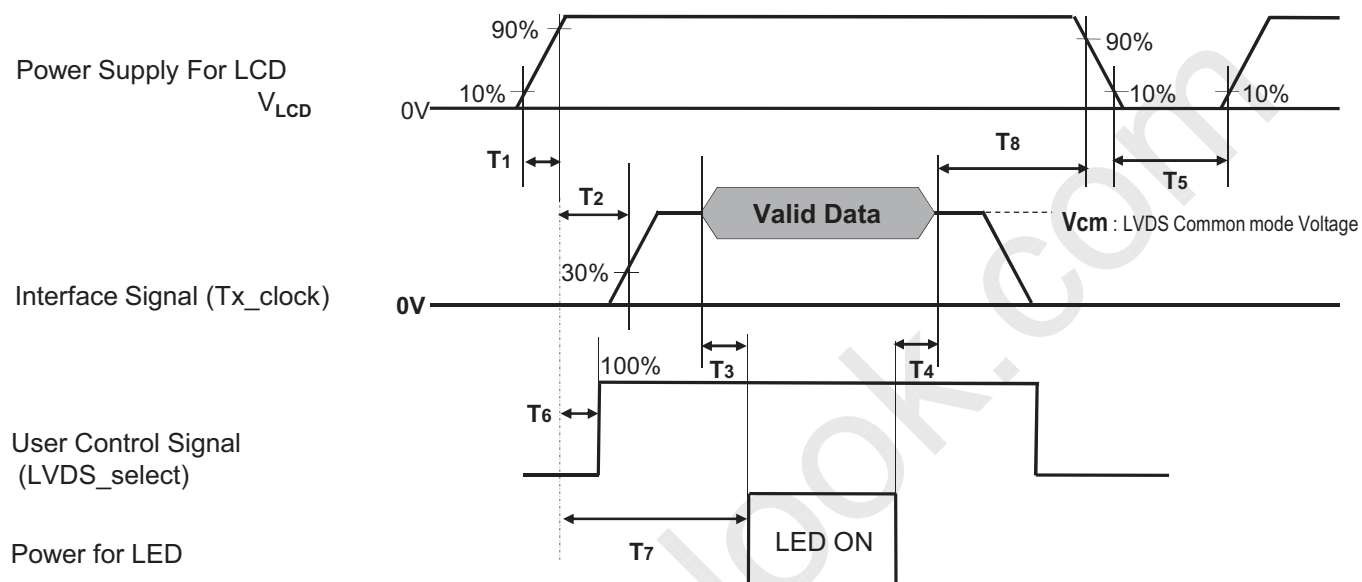 90%
90%
Power Supply For LCD
VLCD
10%
10%
10%
0V
T1
T8
T5
T2
Valid Data
Vcm : LVDS Common mode Voltage
30%
Interface Signal (Tx_clock)
0V
100%
T3
T4
T6
User Control Signal
(LVDS_select)
T7
LED ON
Power for LED
look.com